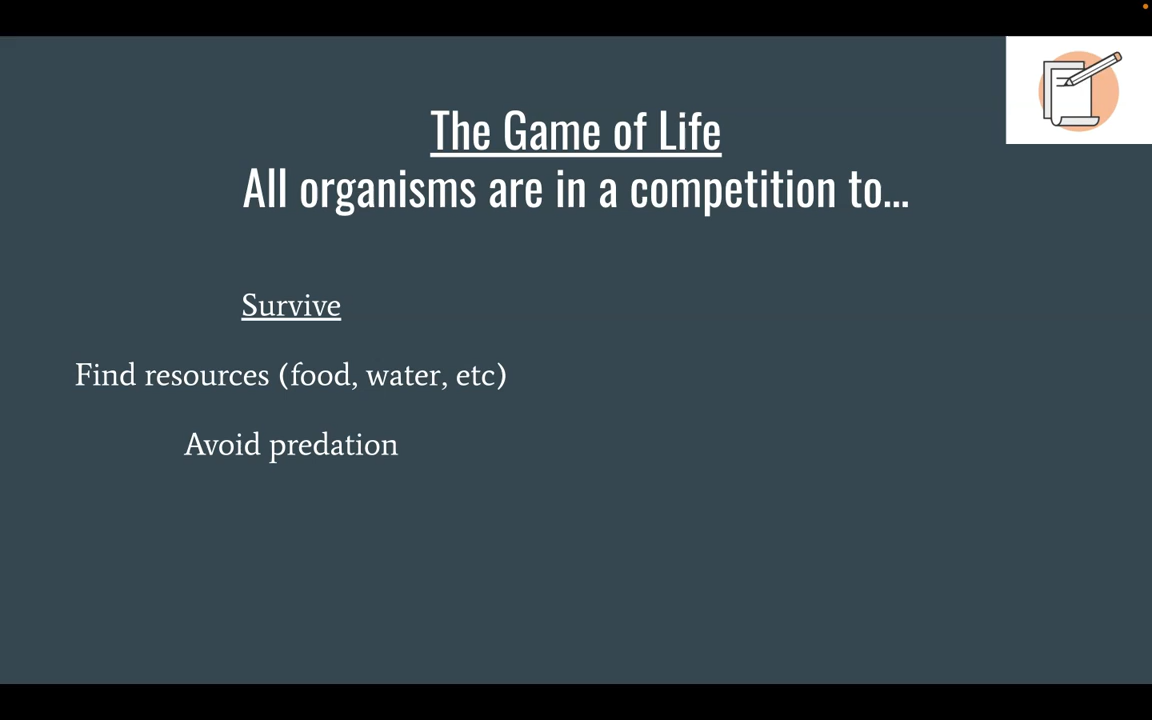 The Game of Life
All organisms are in a competition to...
Survive
Find resources (food, water, etc)
Avoid predation